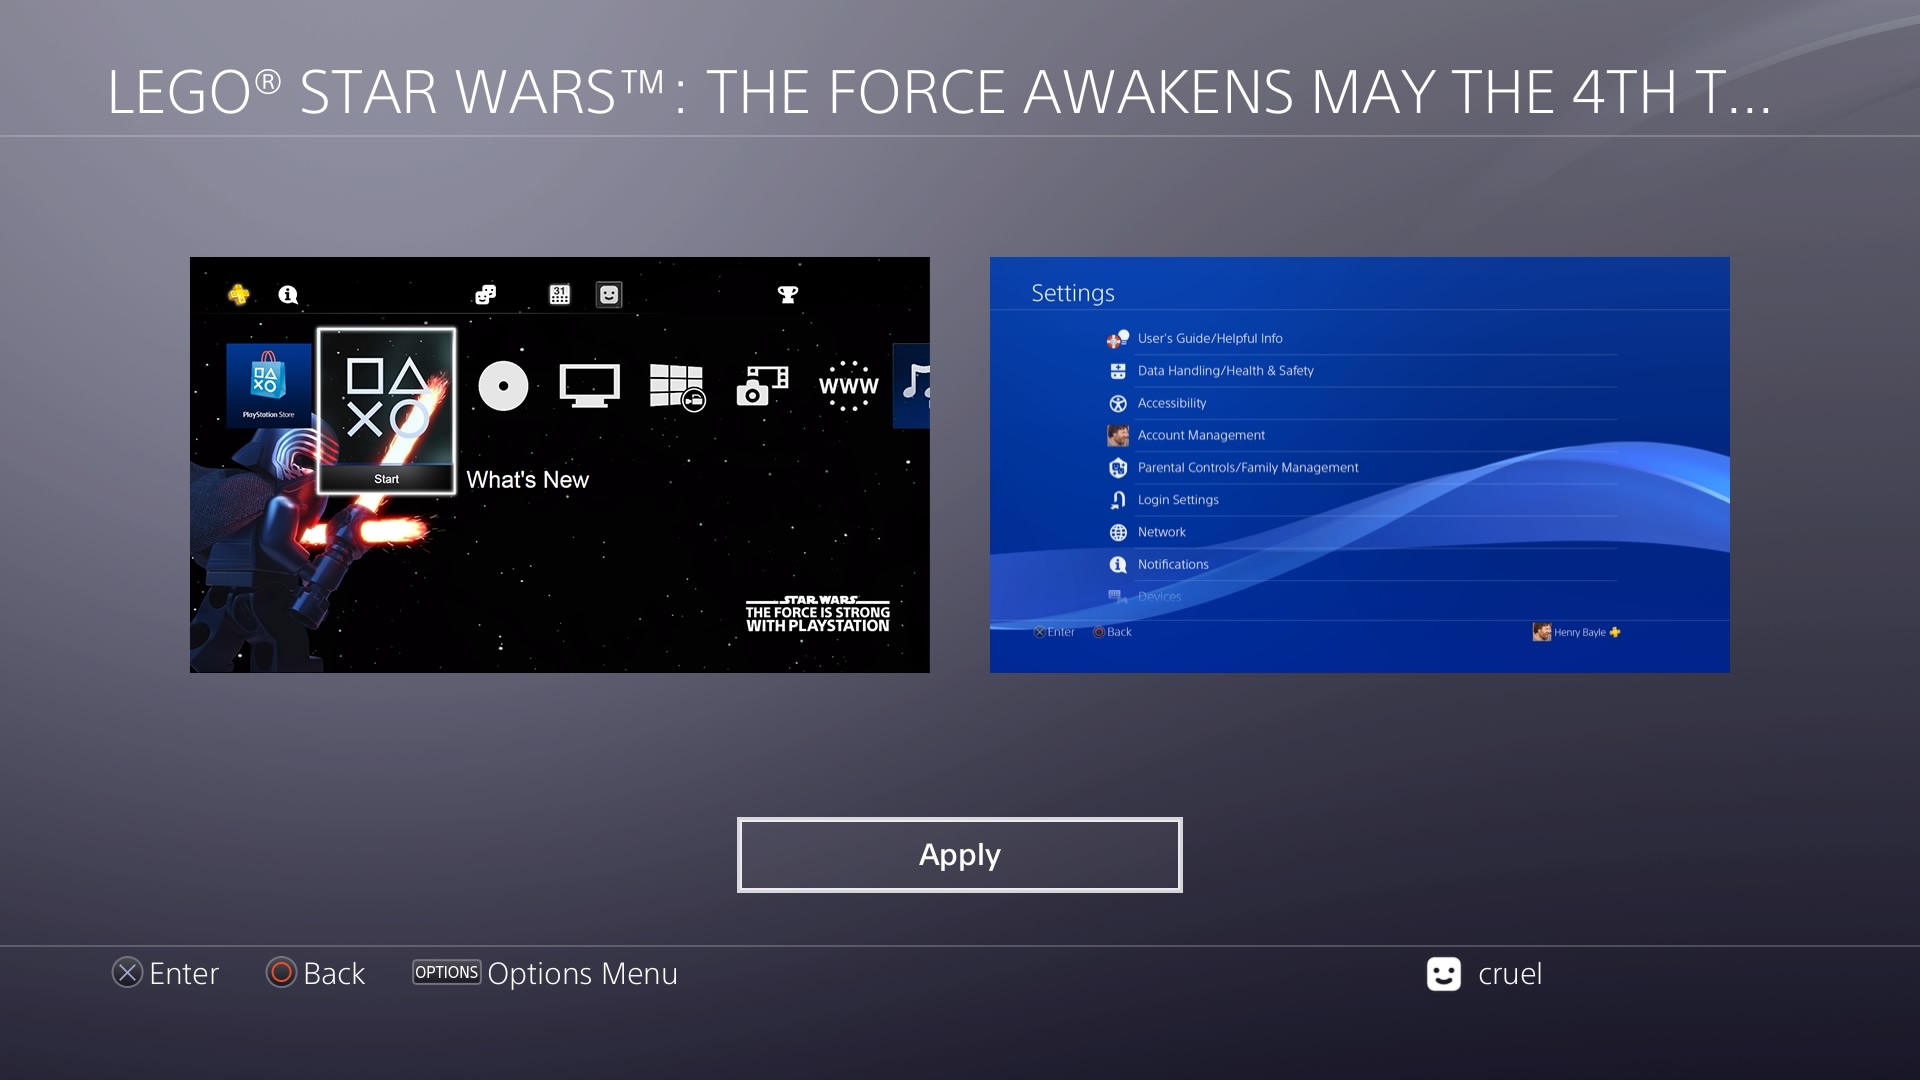 LEGO® STAR WARS™: THE FORCE AWAKENS MAY THE 4TH T...
31
PlayStation Store
Start
What's New
WWW
STAR WARS
THE FORCE IS STRONG
WITH PLAYSTATION
Settings
User's Guide/Helpful Info
Data Handling/Health & Safety
Accessibility
Account Management
Parental Controls/Family Management
Login Settings
Network
Notifications
Devices
Enter Back Henry Bayle
Apply
Enter Back OPTIONS Options Menu cruel